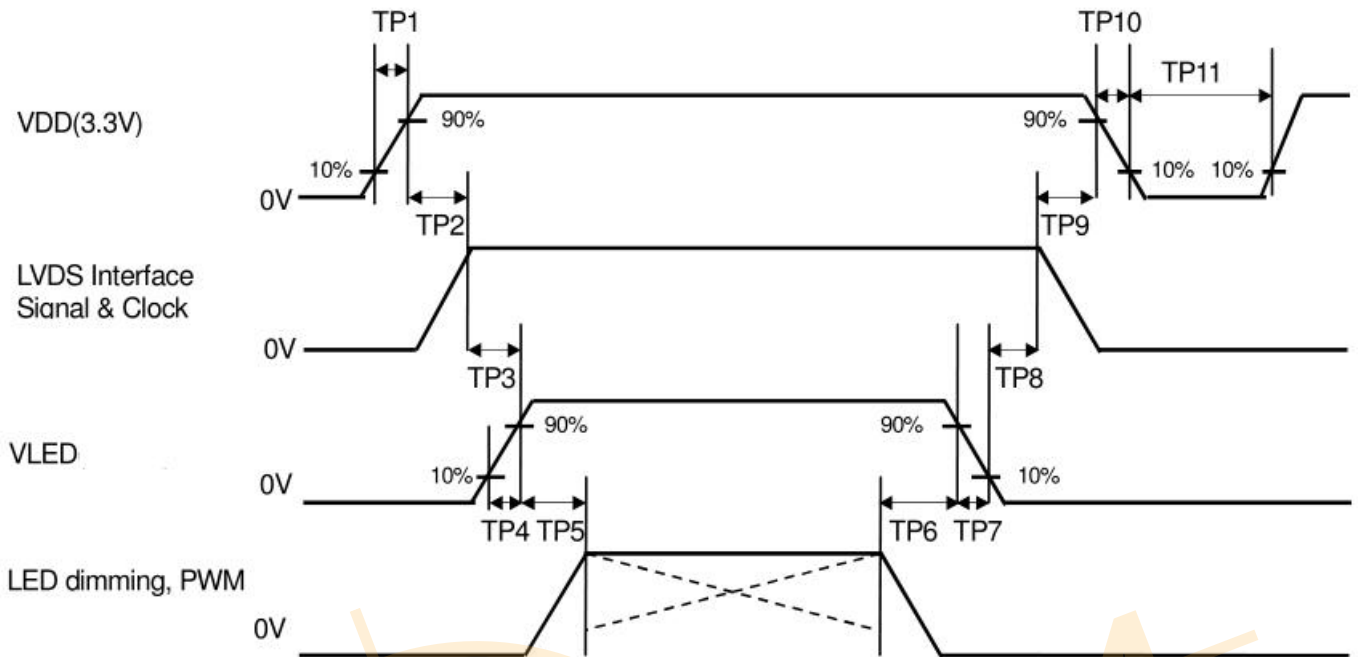 TP1
TP10
TP11
VDD(3.3V)
90%
90%
10%
10%
10%
0V
TP2
TP9
LVDS Interface
Signal & Clock
0V
TP3
TP8
90%
90%
VLED
10%
10%
0V
TP4
TP5
TP6
TP7
LED dimming, PWM
0V